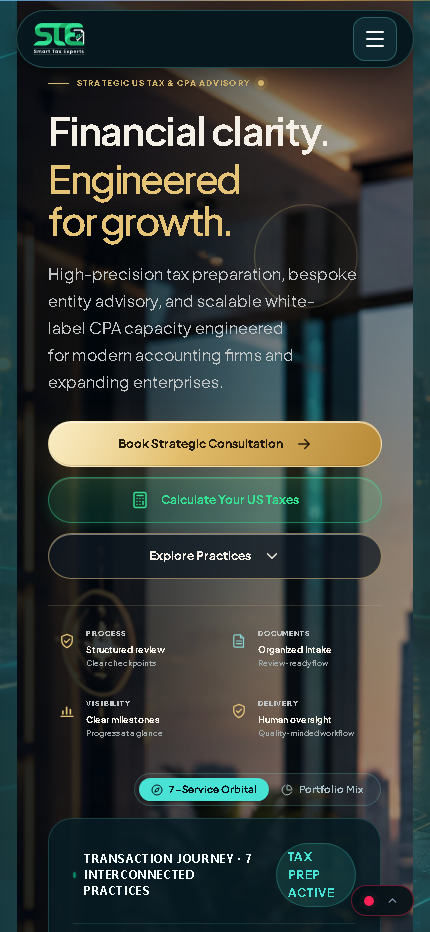 STE
Smart Tax Experts
STRATEGIC US TAX & CPA ADVISORY
Financial clarity.
Engineered
for growth.
High-precision tax preparation, bespoke
entity advisory, and scalable white-
label CPA capacity engineered
for modern accounting firms and
expanding enterprises.
Book Strategic Consultation
Calculate Your US Taxes
Explore Practices
PROCESS
Structured review
Clear checkpoints
DOCUMENTS
Organized intake
Review-ready flow
VISIBILITY
Clear milestones
Progress at a glance
DELIVERY
Human oversight
Quality-minded workflow
7-Service Orbital
Portfolio Mix
TRANSACTION JOURNEY · 7
INTERCONNECTED
PRACTICES
TAX
PREP
ACTIVE